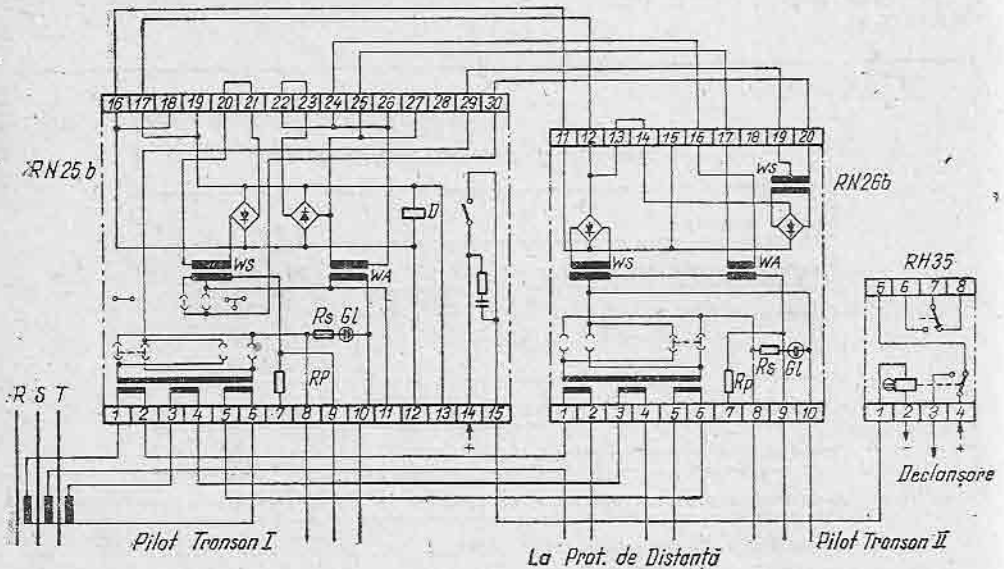 16 17 18 19 20 21 22 23 24 25 26 27 28 29 30
11 12 13 14 15 16 17 18 19 20
RN25b
RN26b
WS
D
WS
WA
WS
WA
RH35
5 6 7 8
Rs Gl
RP
Rs Gl
Rp
R S T
1 2 3 4 5 6 7 8 9 10 11 12 13 14 15
1 2 3 4 5 6 7 8 9 10
1 2 3 4
+
+
Declanşare
Pilot Tronson I
La Prot. de Distanţă
Pilot Tronson II